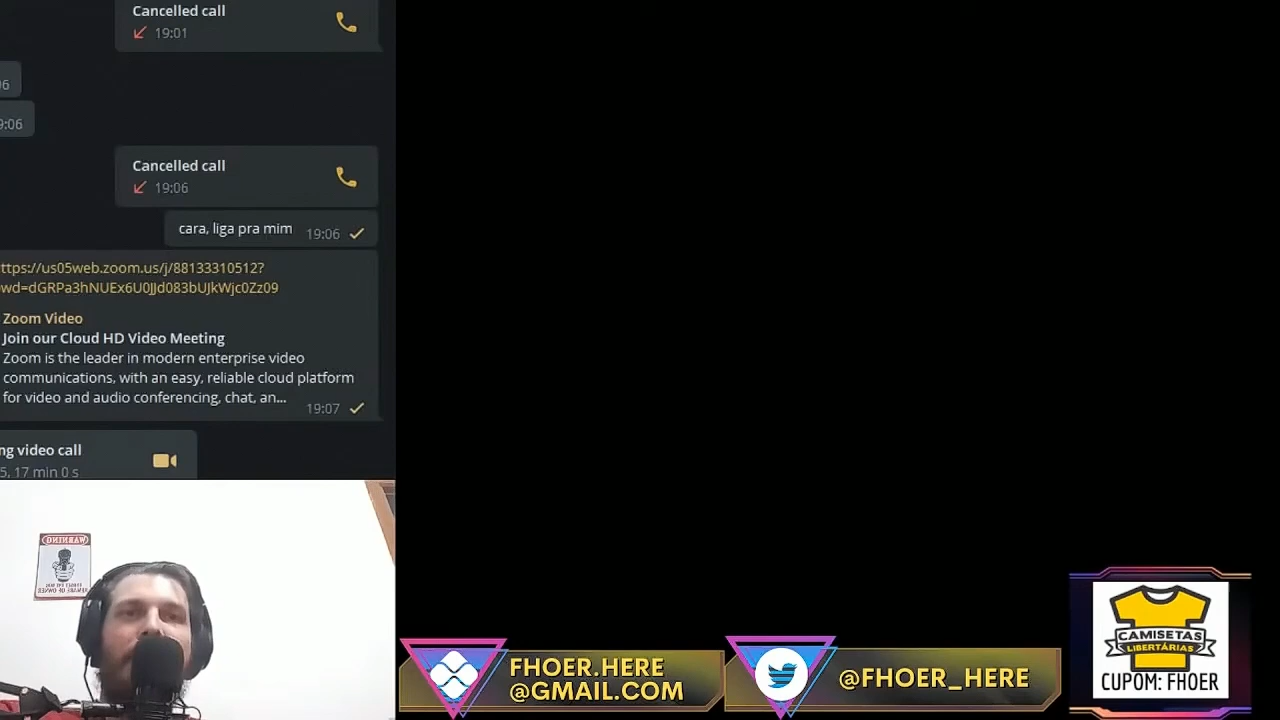 Cancelled call
19:01
06
9:06
Cancelled call
19:06
cara, liga pra mim 19:06
ttps://us05web.zoom.us/j/88133310512?
wd=dGRPa3hNUEx6U0JJd083bUJkWjc0Zz09
Zoom Video
Join our Cloud HD Video Meeting
Zoom is the leader in modern enterprise video
communications, with an easy, reliable cloud platform
for video and audio conferencing, chat, an...
19:07
ng video call
5, 17 min 0 s
WARNING
FHOER.HERE
@GMAIL.COM
@FHOER_HERE
CAMISETAS
LIBERTÁRIAS
CUPOM: FHOER